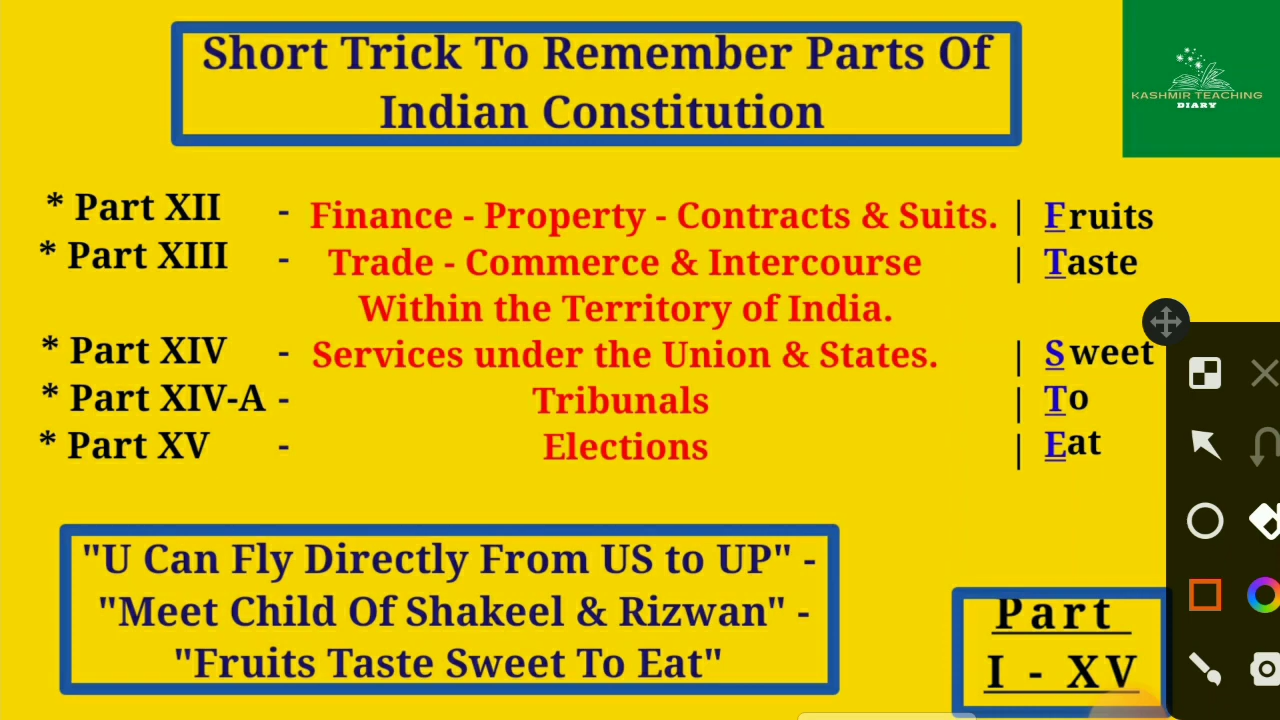 Short Trick To Remember Parts Of
Indian Constitution
KASHMIR TEACHING
DIARY
* Part XII - Finance - Property - Contracts & Suits. | Fruits
* Part XIII - Trade - Commerce & Intercourse | Taste
Within the Territory of India.
* Part XIV - Services under the Union & States. | Sweet
* Part XIV-A - Tribunals | To
* Part XV - Elections | Eat
"U Can Fly Directly From US to UP" -
"Meet Child Of Shakeel & Rizwan" -
"Fruits Taste Sweet To Eat"
Part
I - XV